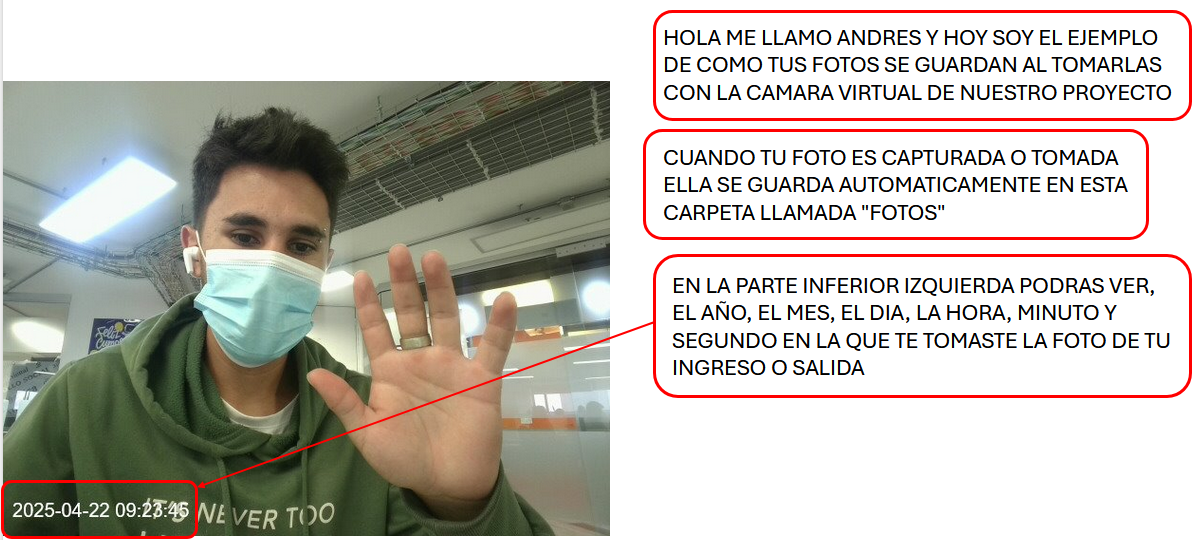 HOLA ME LLAMO ANDRES Y HOY SOY EL EJEMPLO
DE COMO TUS FOTOS SE GUARDAN AL TOMARLAS
CON LA CAMARA VIRTUAL DE NUESTRO PROYECTO
CUANDO TU FOTO ES CAPTURADA O TOMADA
ELLA SE GUARDA AUTOMATICAMENTE EN ESTA
CARPETA LLAMADA "FOTOS"
EN LA PARTE INFERIOR IZQUIERDA PODRAS VER,
EL AÑO, EL MES, EL DIA, LA HORA, MINUTO Y
SEGUNDO EN LA QUE TE TOMASTE LA FOTO DE TU
INGRESO O SALIDA
2025-04-22 09:23:45
IT'S NEVER TOO